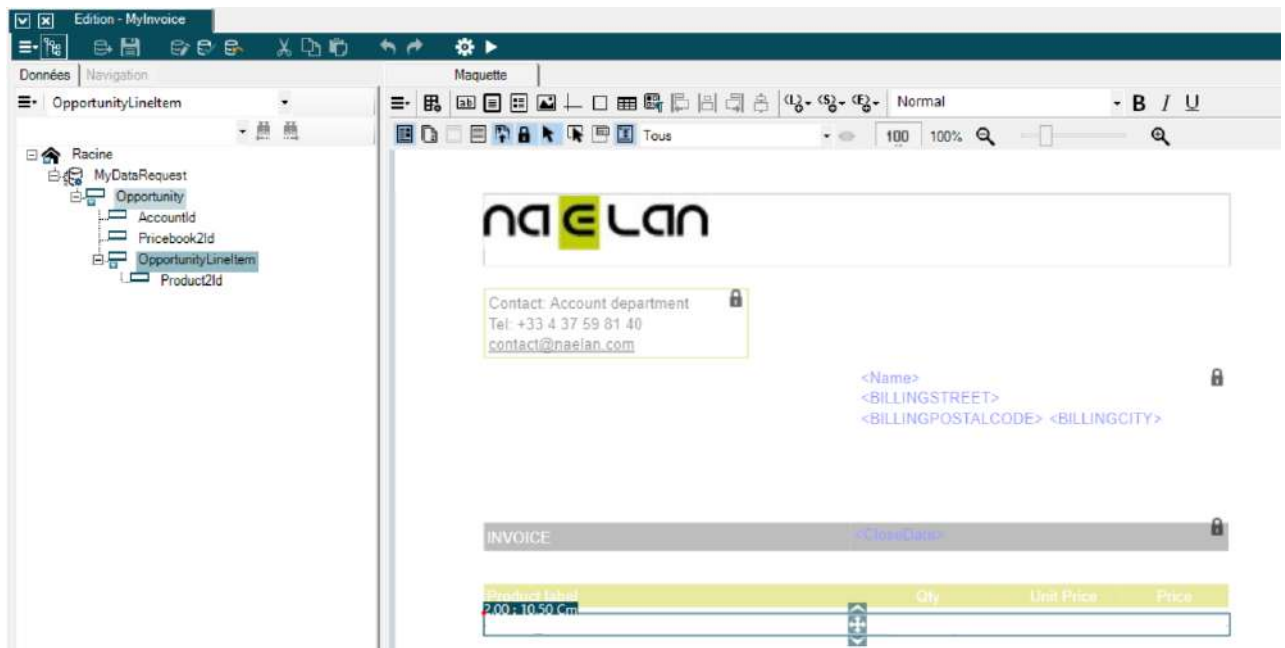 Edition - MyInvoice
Données Navigation
Maquette
OpportunityLineItem
Normal
B I U
Tous
100 100%
Racine
MyDataRequest
Opportunity
AccountId
Pricebook2Id
OpportunityLineItem
Product2Id
naelan
Contact: Account department
Tel: +33 4 37 59 81 40
contact@naelan.com
<Name>
<BILLINGSTREET>
<BILLINGPOSTALCODE> <BILLINGCITY>
INVOICE <CloseDate>
Product label Qty Unit Price Price
2.00 : 10.50 Cm